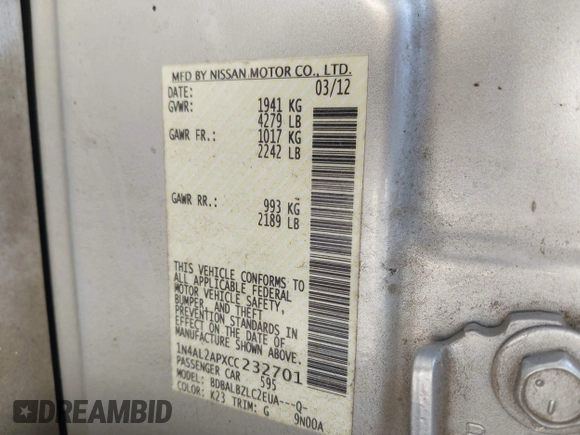 MFD BY NISSAN MOTOR CO., LTD.
DATE: 03/12
GVWR: 1941 KG
4279 LB
GAWR FR.: 1017 KG
2242 LB
GAWR RR.: 993 KG
2189 LB
THIS VEHICLE CONFORMS TO
ALL APPLICABLE FEDERAL
MOTOR VEHICLE SAFETY,
BUMPER, AND THEFT
PREVENTION STANDARDS IN
EFFECT ON THE DATE OF
MANUFACTURE SHOWN ABOVE.
1N4AL2APXCC232701
PASSENGER CAR 595
MODEL: BDBALBZLC2EUA---Q-
COLOR: K23 TRIM: G 9N00A
DREAMBID